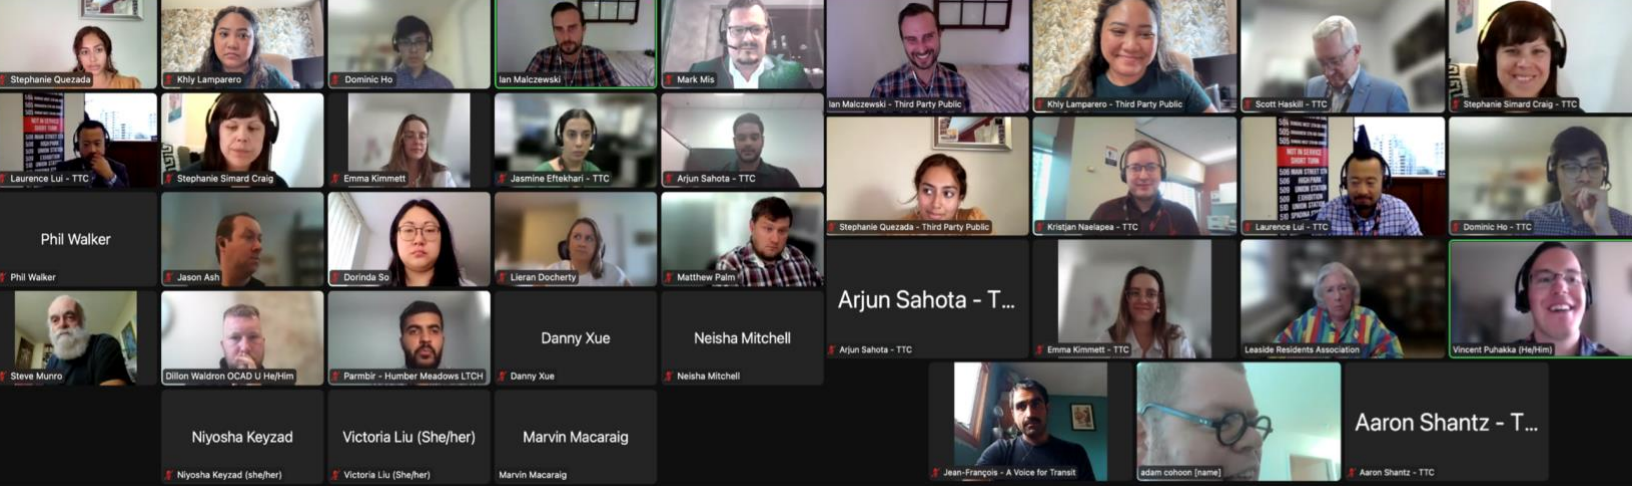 Stephanie Quezada
Khly Lamparero
Dominic Ho
Ian Malczewski
Mark Mis
Laurence Lui - TTC
Stephanie Simard Craig
Emma Kimmett
Jasmine Eftekhari - TTC
Arjun Sahota - TTC
Phil Walker
Phil Walker
Jason Ash
Dorinda So
Lieran Docherty
Matthew Palm
Steve Munro
Dillon Waldron OCAD U He/Him
Parmbir - Humber Meadows LTCH
Danny Xue
Danny Xue
Neisha Mitchell
Neisha Mitchell
Niyosha Keyzad
Niyosha Keyzad (she/her)
Victoria Liu (She/her)
Victoria Liu (She/her)
Marvin Macaraig
Marvin Macaraig
Ian Malczewski - Third Party Public
Khly Lamparero - Third Party Public
Scott Haskill - TTC
Stephanie Simard Craig - TTC
Stephanie Quezada - Third Party Public
Kristjan Naelapea - TTC
NOT IN SERVICE
SHORT TURN
Laurence Lui - TTC
Dominic Ho - TTC
Arjun Sahota - T...
Arjun Sahota - TTC
Emma Kimmett - TTC
Leaside Residents Association
Vincent Puhakka (He/Him)
Jean-François - A Voice for Transit
adam cohoon [name]
Aaron Shantz - T...
Aaron Shantz - TTC